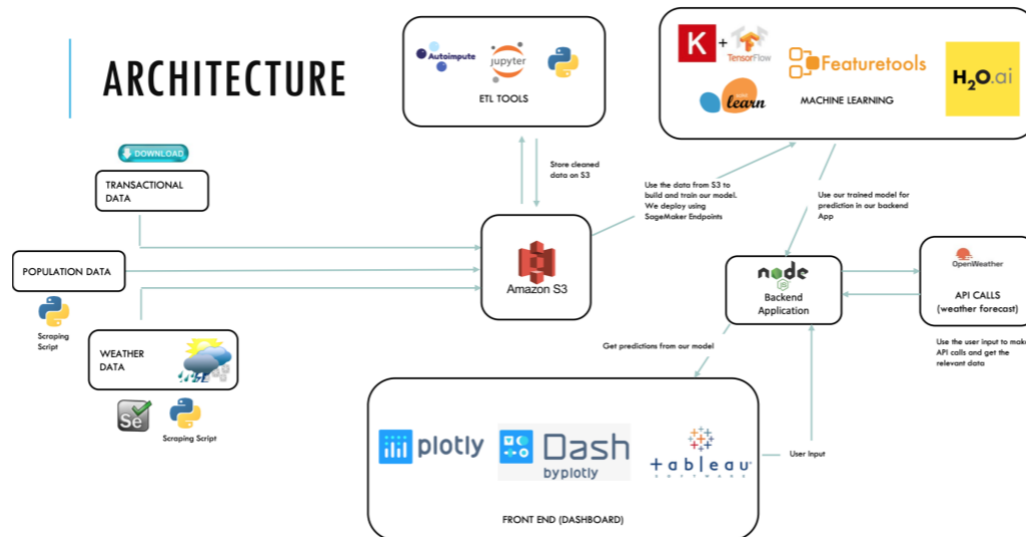 ARCHITECTURE
DOWNLOAD
TRANSACTIONAL
DATA
POPULATION DATA
Scraping
Script
WEATHER
DATA
Se
Scraping Script
Autoimpute
jupyter
ETL TOOLS
Store cleaned
data on S3
Amazon S3
K + TensorFlow
learn
Featuretools
H2O.ai
MACHINE LEARNING
Use the data from S3 to
build and train our model.
We deploy using
SageMaker Endpoints
Use our trained model for
prediction in our backend
App
node
JS
Backend
Application
OpenWeather
API CALLS
(weather forecast)
Use the user input to make
API calls and get the
relevant data
Get predictions from our model
plotly
Dash
by plotly
+ a b l e a u
S O F T W A R E
FRONT END (DASHBOARD)
User Input